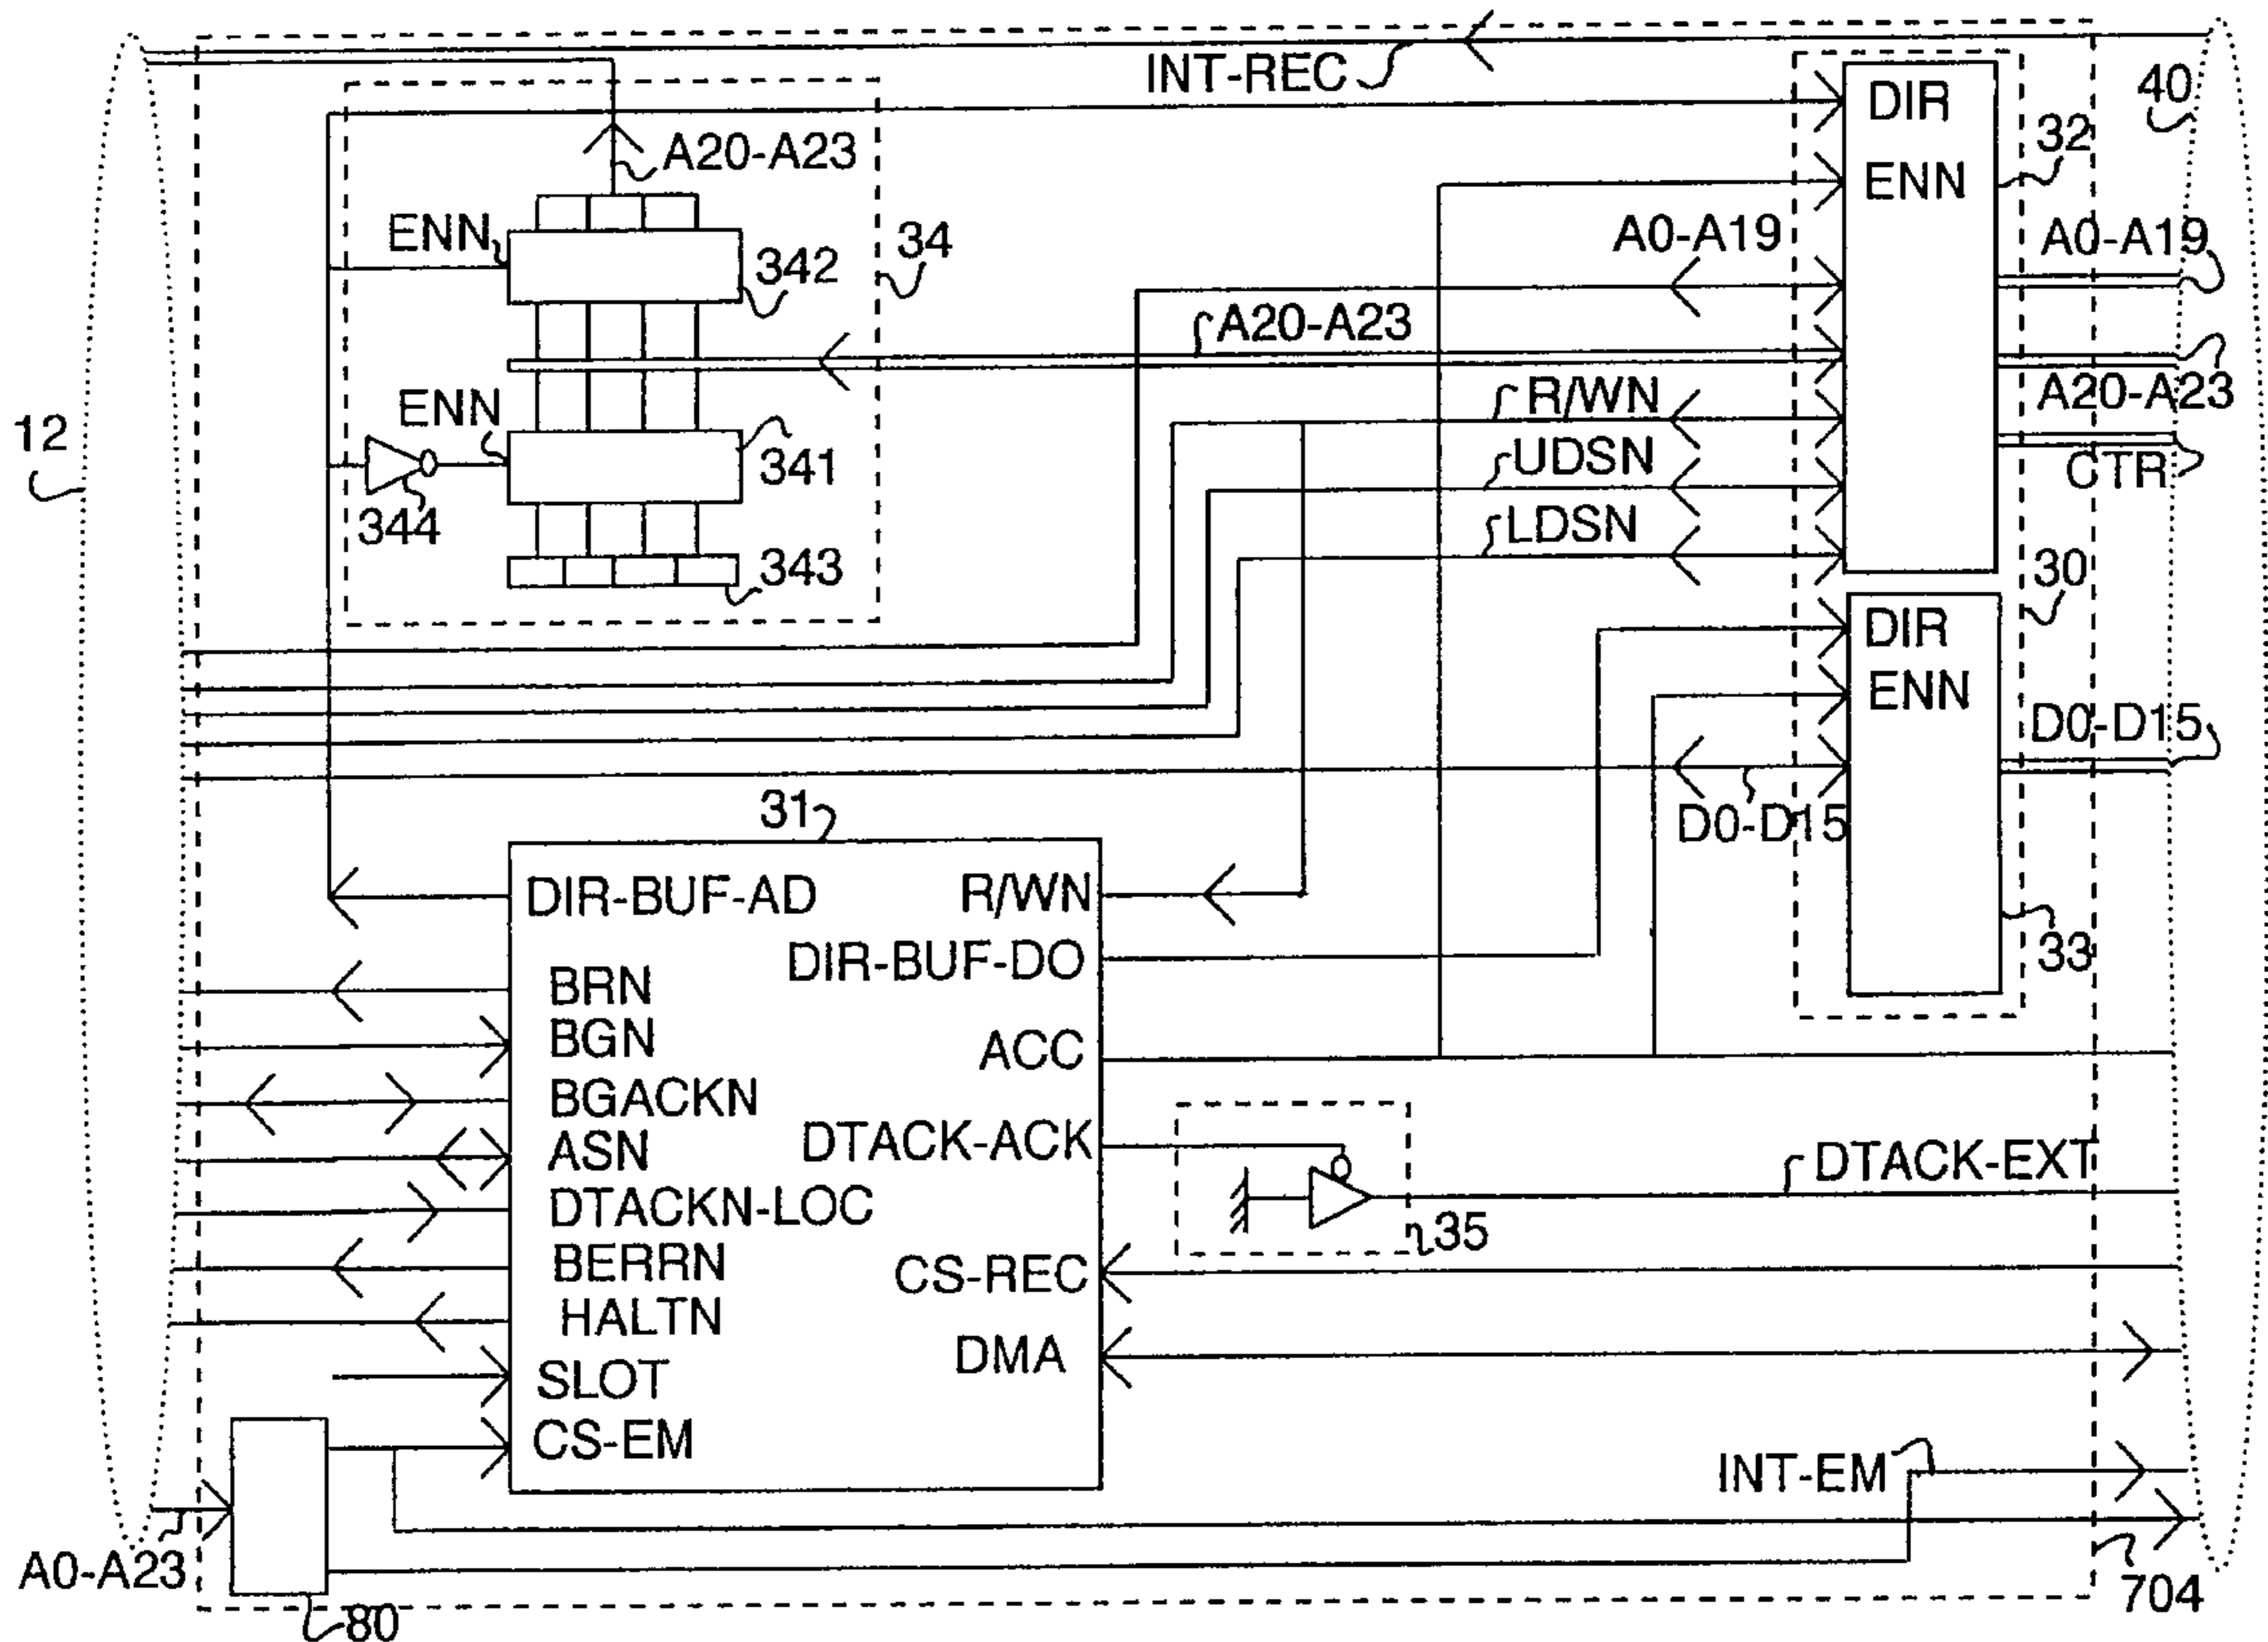 INT-REC
40
DIR
32
A20-A23
ENN
ENN
34
A0-A19
A0-A19
342
A20-A23
ENN
R/WN
A20-A23
12
341
UDSN
CTR
344
LDSN
343
30
DIR
ENN
D0-D15
31
D0-D15
DIR-BUF-AD
R/WN
DIR-BUF-DO
33
BRN
BGN
ACC
BGACKN
DTACK-ACK
ASN
DTACK-EXT
DTACKN-LOC
35
BERRN
CS-REC
HALTN
DMA
SLOT
CS-EM
INT-EM
A0-A23
80
704